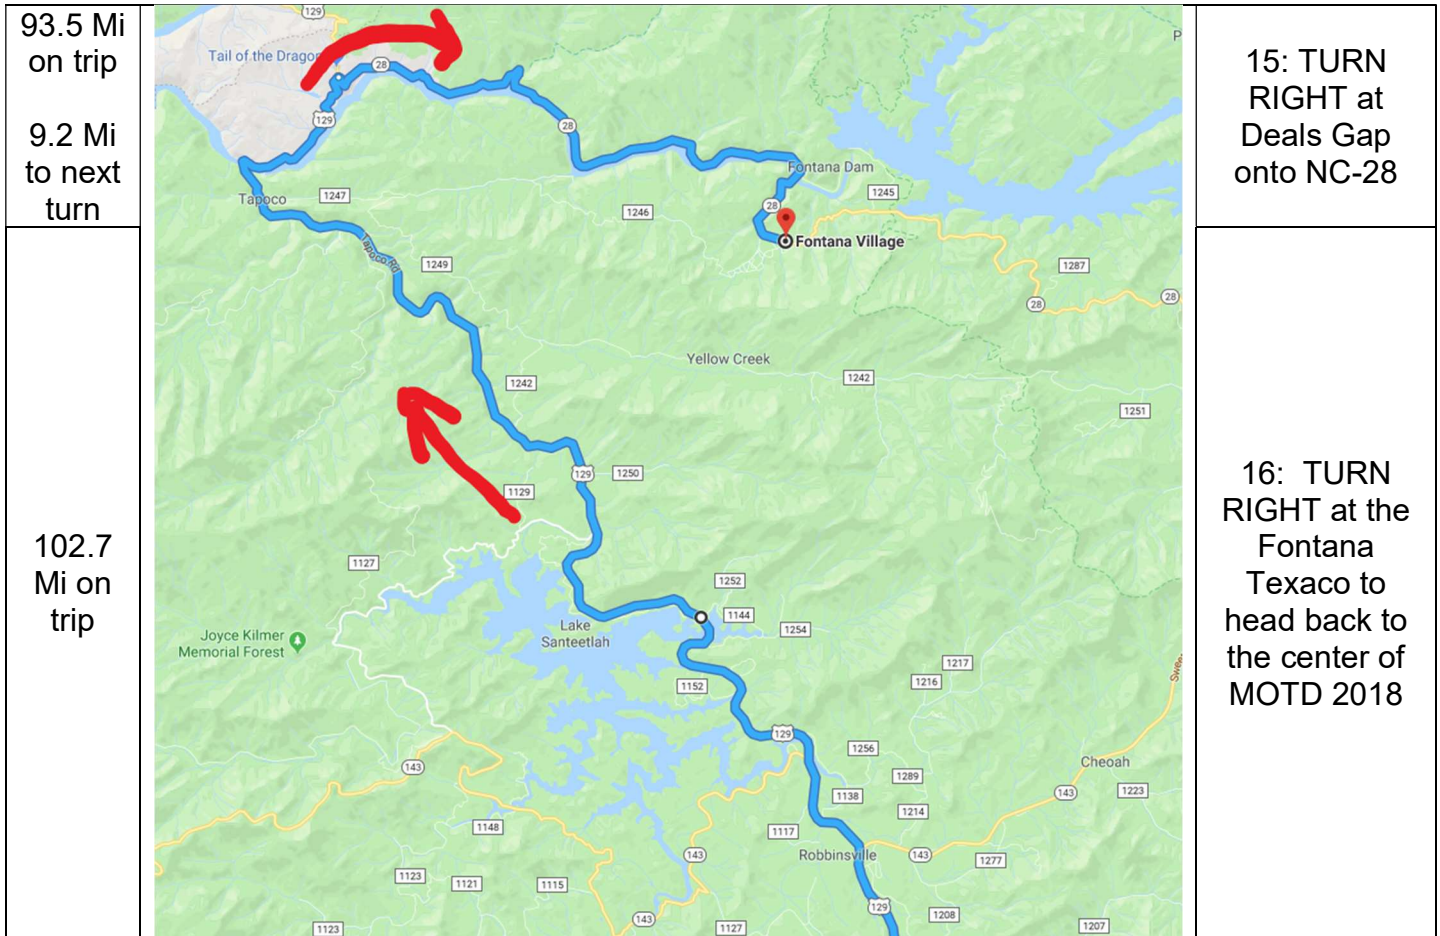 93.5 Mi
on trip
9.2 Mi
to next
turn
102.7
Mi on
trip
129
Tail of the Dragon
28
129
28
Fontana Dam
1245
Tapoco
1247
1246
28
Fontana Village
Tapoco Rd
1249
1287
28
28
Yellow Creek
1242
1242
1251
129
1250
1129
1127
1252
1144
1254
Lake
Santeetlah
Joyce Kilmer
Memorial Forest
1217
1216
1152
129
1256
143
1289
Cheoah
143
1223
1138
1214
1148
1117
Robbinsville
143
143
1277
1123
1121
1115
129
1208
143
1123
1127
1207
15: TURN
RIGHT at
Deals Gap
onto NC-28
16: TURN
RIGHT at the
Fontana
Texaco to
head back to
the center of
MOTD 2018